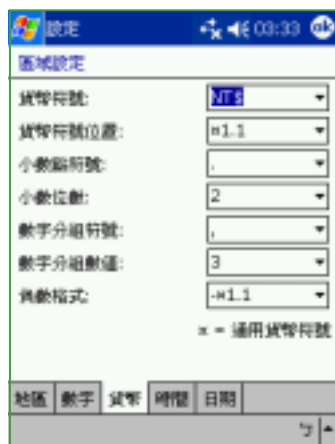 設定 03:33 ok
區域設定
貨幣符號: NT$
貨幣符號位置: ¤1.1
小數點符號: .
小數位數: 2
數字分組符號: ,
數字分組數值: 3
負數格式: -¤1.1
¤ = 通用貨幣符號
地區 數字 貨幣 時間 日期
ㄅ